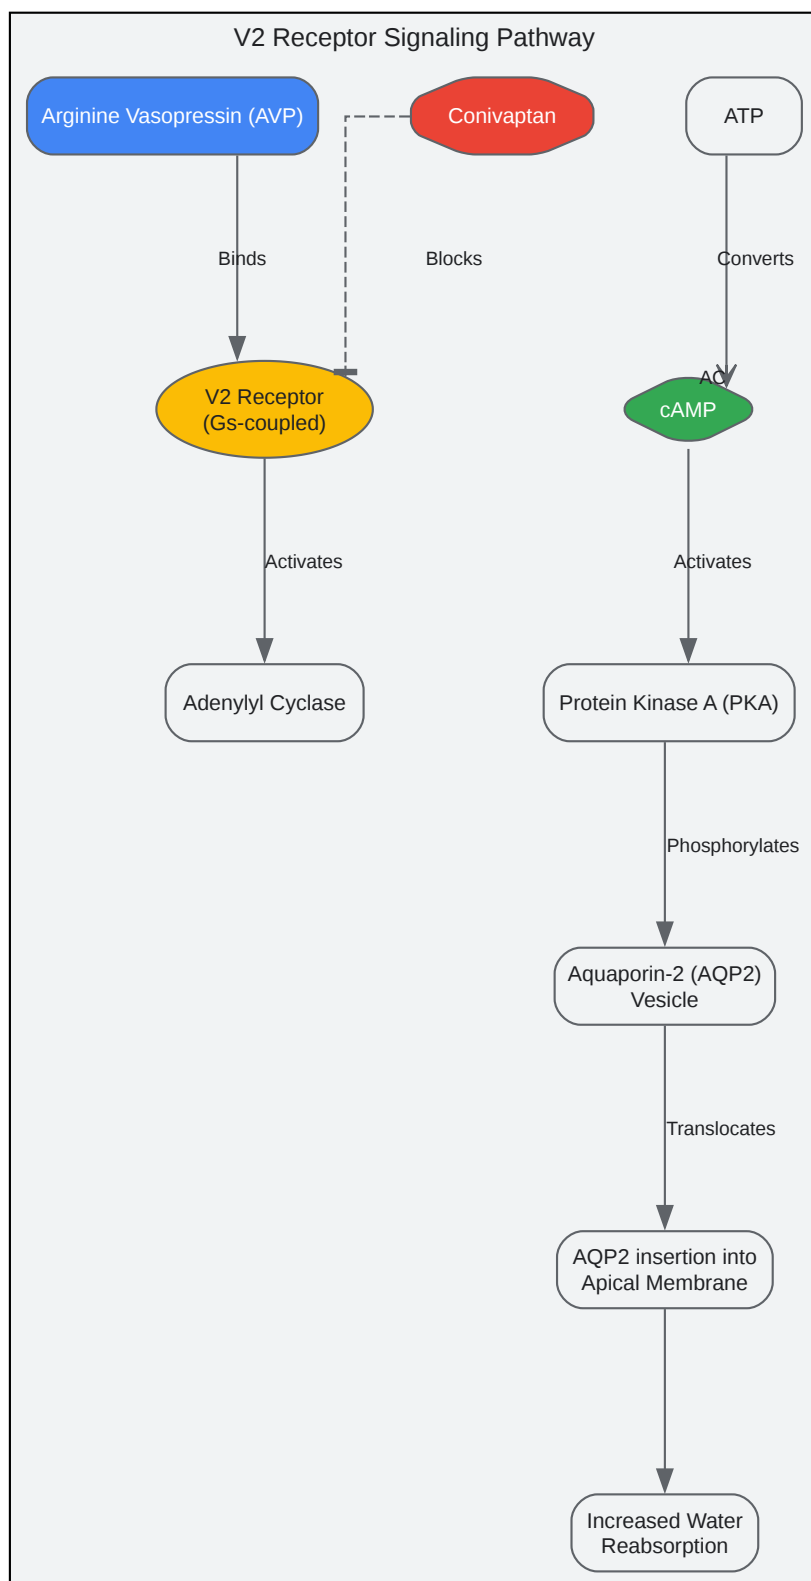 V2 Receptor Signaling Pathway
Arginine Vasopressin (AVP)
Conivaptan
ATP
Binds
Blocks
Converts
AC
V2 Receptor
(Gs-coupled)
cAMP
Activates
Activates
Adenylyl Cyclase
Protein Kinase A (PKA)
Phosphorylates
Aquaporin-2 (AQP2)
Vesicle
Translocates
AQP2 insertion into
Apical Membrane
Increased Water
Reabsorption